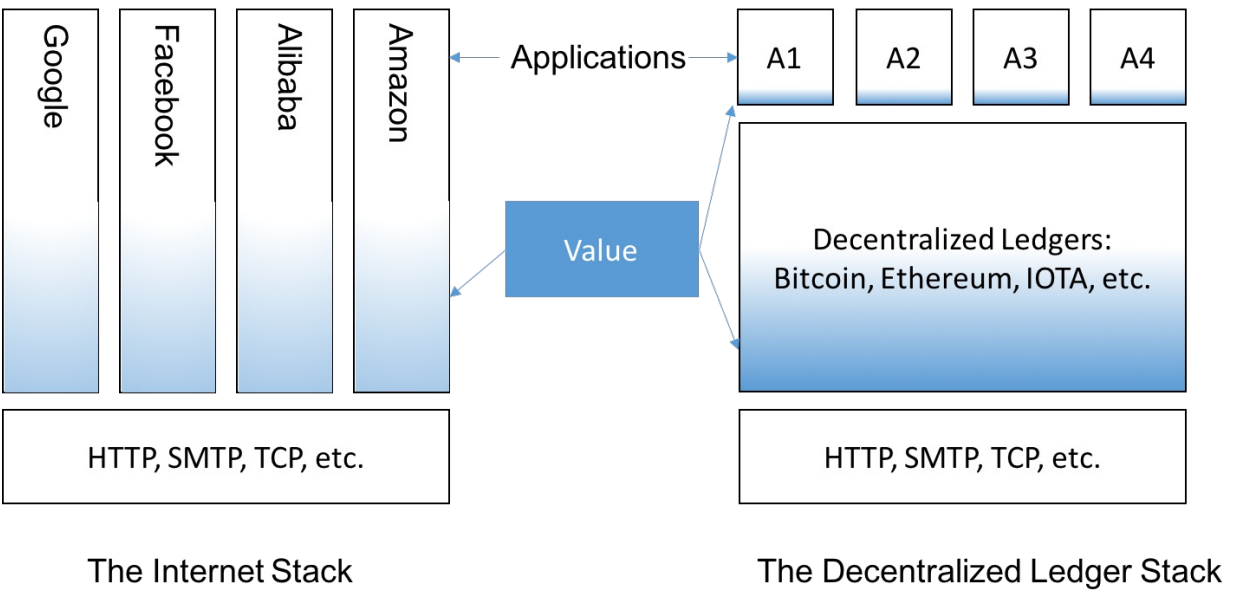 Google
Facebook
Alibaba
Amazon
Applications
A1
A2
A3
A4
Value
Decentralized Ledgers:
Bitcoin, Ethereum, IOTA, etc.
HTTP, SMTP, TCP, etc.
HTTP, SMTP, TCP, etc.
The Internet Stack
The Decentralized Ledger Stack